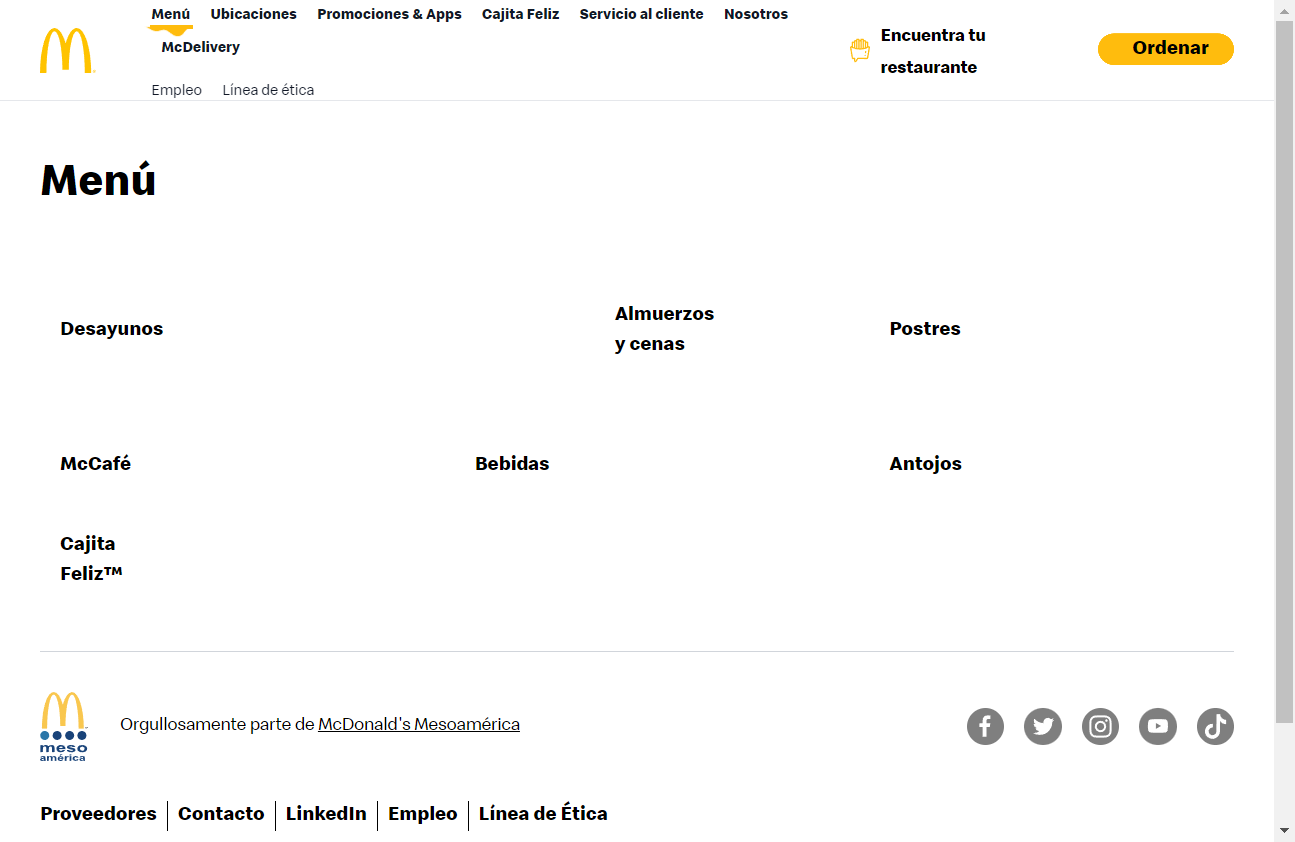 Menú Ubicaciones Promociones & Apps Cajita Feliz Servicio al cliente Nosotros
McDelivery
Empleo Línea de ética
Encuentra tu
restaurante
Ordenar
Menú
Desayunos
Almuerzos
y cenas
Postres
McCafé
Bebidas
Antojos
Cajita
Feliz™
meso
américa
Orgullosamente parte de McDonald's Mesoamérica
Proveedores Contacto LinkedIn Empleo Línea de Ética